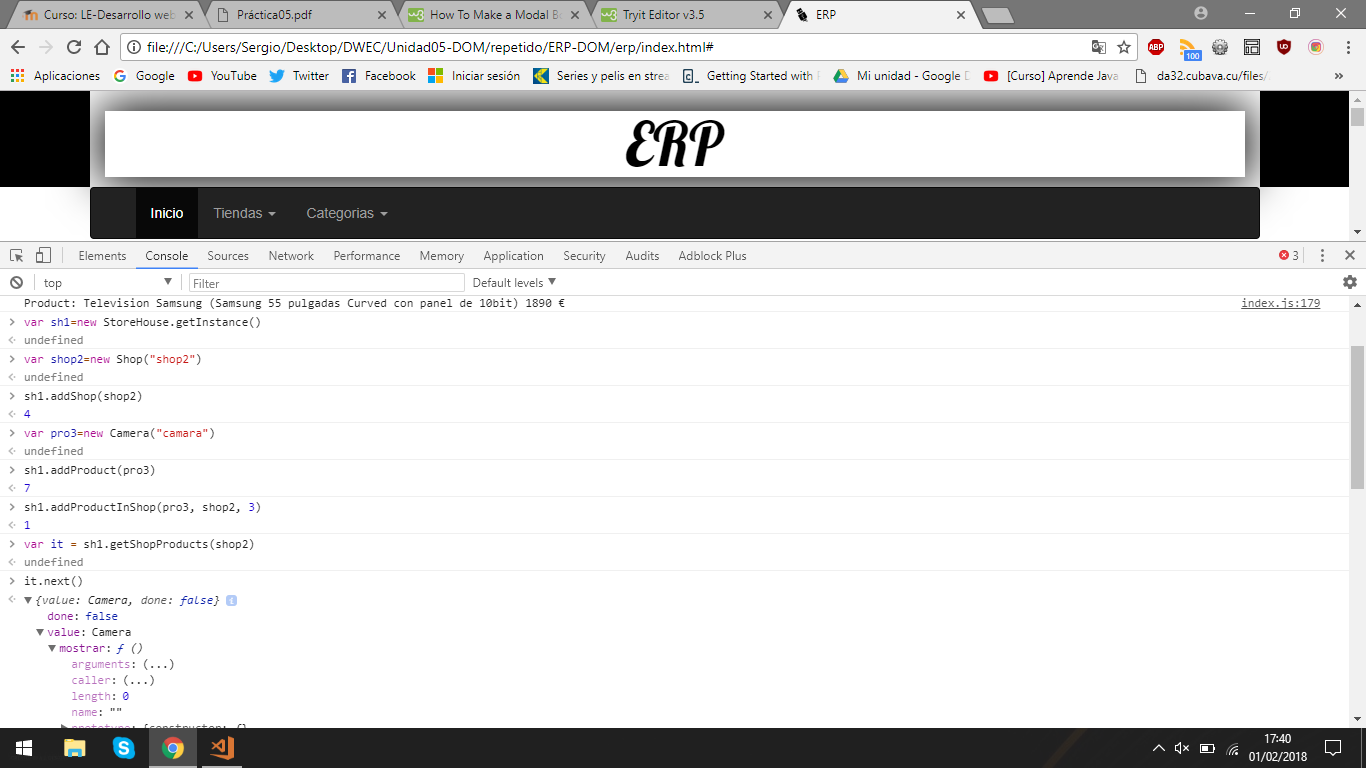 Curso: LE-Desarrollo web
Práctica05.pdf
How To Make a Modal Bo
Tryit Editor v3.5
ERP
file:///C:/Users/Sergio/Desktop/DWEC/Unidad05-DOM/repetido/ERP-DOM/erp/index.html#
ABP
100
Aplicaciones
Google
YouTube
Twitter
Facebook
Iniciar sesión
Series y pelis en strea
Getting Started with
Mi unidad - Google D
[Curso] Aprende Java
da32.cubava.cu/files/
»
ERP
Inicio
Tiendas
Categorias
Elements
Console
Sources
Network
Performance
Memory
Application
Security
Audits
Adblock Plus
3
top
Filter
Default levels
Product: Television Samsung (Samsung 55 pulgadas Curved con panel de 10bit) 1890 €
index.js:179
var sh1=new StoreHouse.getInstance()
undefined
var shop2=new Shop("shop2")
undefined
sh1.addShop(shop2)
4
var pro3=new Camera("camara")
undefined
sh1.addProduct(pro3)
7
sh1.addProductInShop(pro3, shop2, 3)
1
var it = sh1.getShopProducts(shop2)
undefined
it.next()
{value: Camera, done: false}
done: false
value: Camera
mostrar: ƒ ()
arguments: (...)
caller: (...)
length: 0
name: ""
prototype: {constructor: ƒ}
17:40
01/02/2018